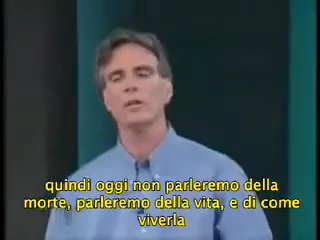 quindi oggi non parleremo della
morte, parleremo della vita, e di come
viverla